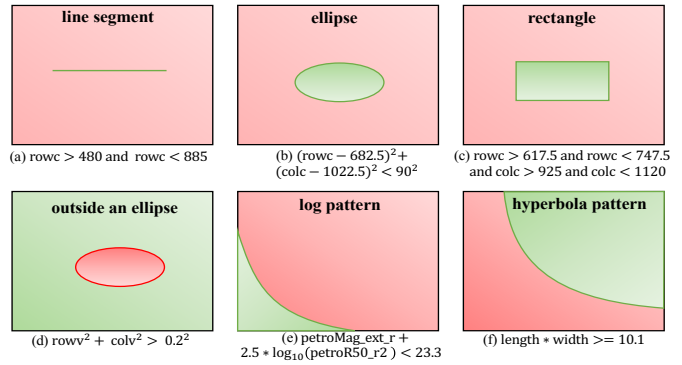 line segment
ellipse
rectangle
(a) rowc > 480 and rowc < 885
(b) (rowc − 682.5)² +
(colc − 1022.5)² < 90²
(c) rowc > 617.5 and rowc < 747.5
and colc > 925 and colc < 1120
outside an ellipse
log pattern
hyperbola pattern
(d) rowv² + colv² > 0.2²
(e) petroMag_ext_r +
2.5 * log₁₀(petroR50_r2 ) < 23.3
(f) length * width >= 10.1